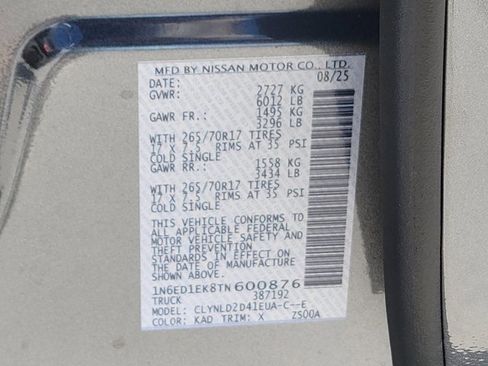 MFD BY NISSAN MOTOR CO., LTD.
DATE: 08/25
GVWR: 2727 KG
6012 LB
GAWR FR.: 1495 KG
3296 LB
WITH 265/70R17 TIRES
17 X 7.5 RIMS AT 35 PSI
COLD SINGLE
GAWR RR.: 1558 KG
3434 LB
WITH 265/70R17 TIRES
17 X 7.5 RIMS AT 35 PSI
COLD SINGLE
THIS VEHICLE CONFORMS TO
ALL APPLICABLE FEDERAL
MOTOR VEHICLE SAFETY AND
THEFT PREVENTION
STANDARDS IN EFFECT ON
THE DATE OF MANUFACTURE
SHOWN ABOVE.
1N6ED1EK8TN600876
TRUCK 387192
MODEL: CLYNLD2D41EUA-C--E
COLOR: KAD TRIM: X ZS00A